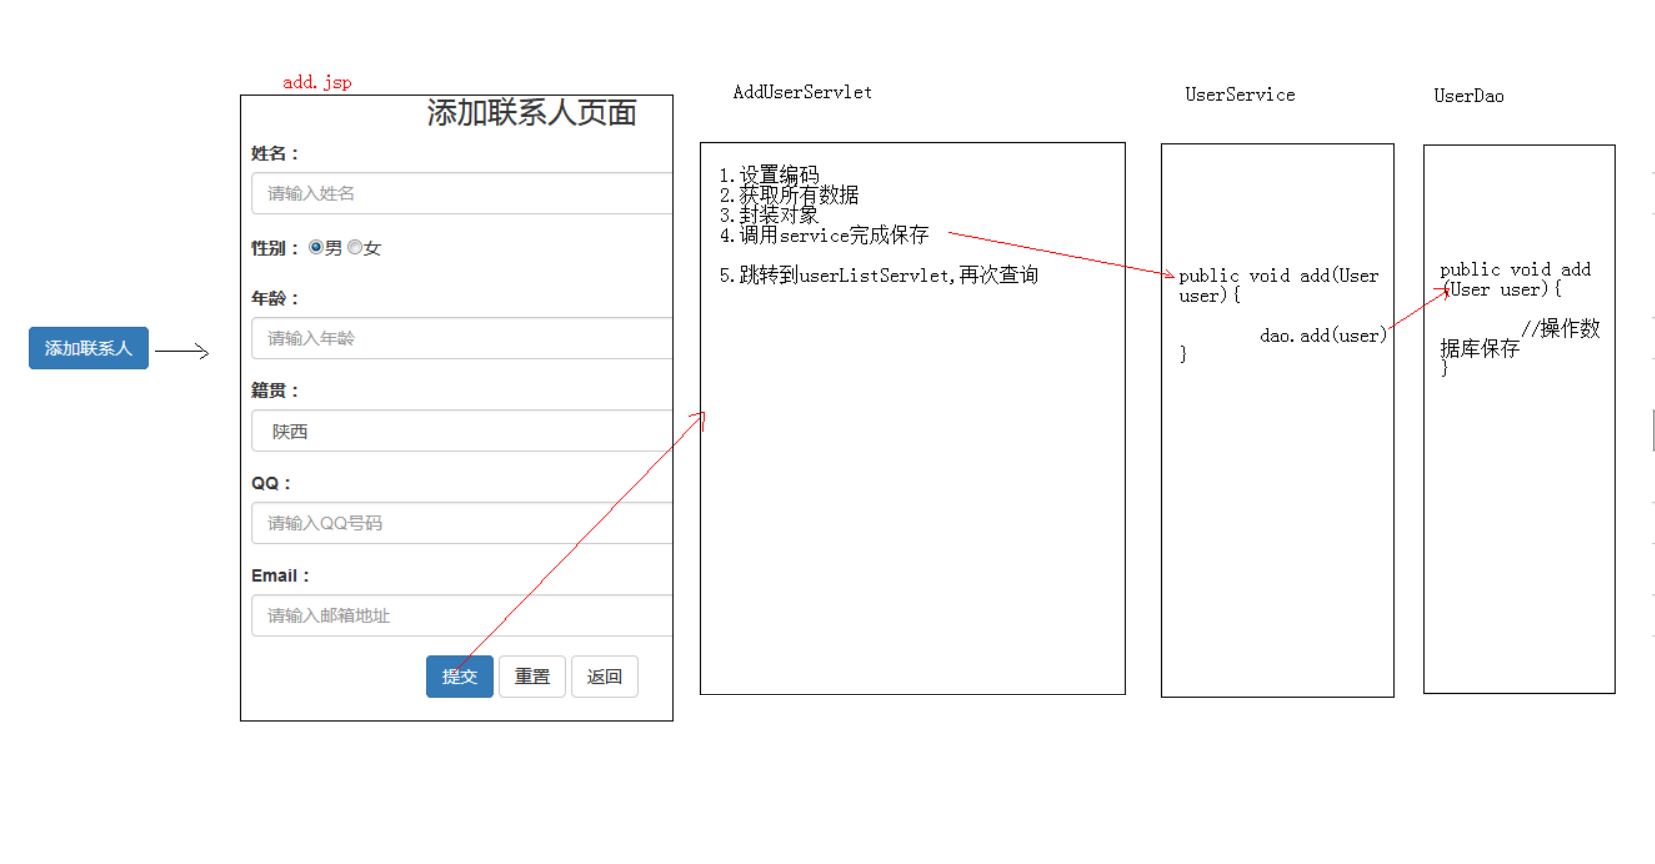 添加联系人
add.jsp
添加联系人页面
姓名：
请输入姓名
性别： 男 女
年龄：
请输入年龄
籍贯：
陕西
QQ：
请输入QQ号码
Email：
请输入邮箱地址
提交 重置 返回
AddUserServlet
1.设置编码
2.获取所有数据
3.封装对象
4.调用service完成保存
5.跳转到userListServlet,再次查询
UserService
public void add(User
user){
dao.add(user)
}
UserDao
public void add
(User user){
//操作数
据库保存
}